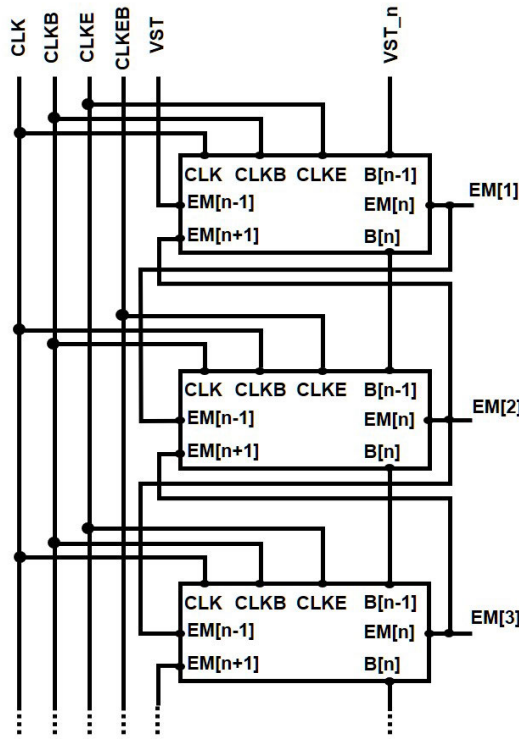 CLK
CLKB
CLKE
CLKEB
VST
VST_n
CLK CLKB CLKE B[n-1]
EM[n-1] EM[n] EM[1]
EM[n+1] B[n]
CLK CLKB CLKE B[n-1]
EM[n-1] EM[n] EM[2]
EM[n+1] B[n]
CLK CLKB CLKE B[n-1]
EM[n-1] EM[n] EM[3]
EM[n+1] B[n]